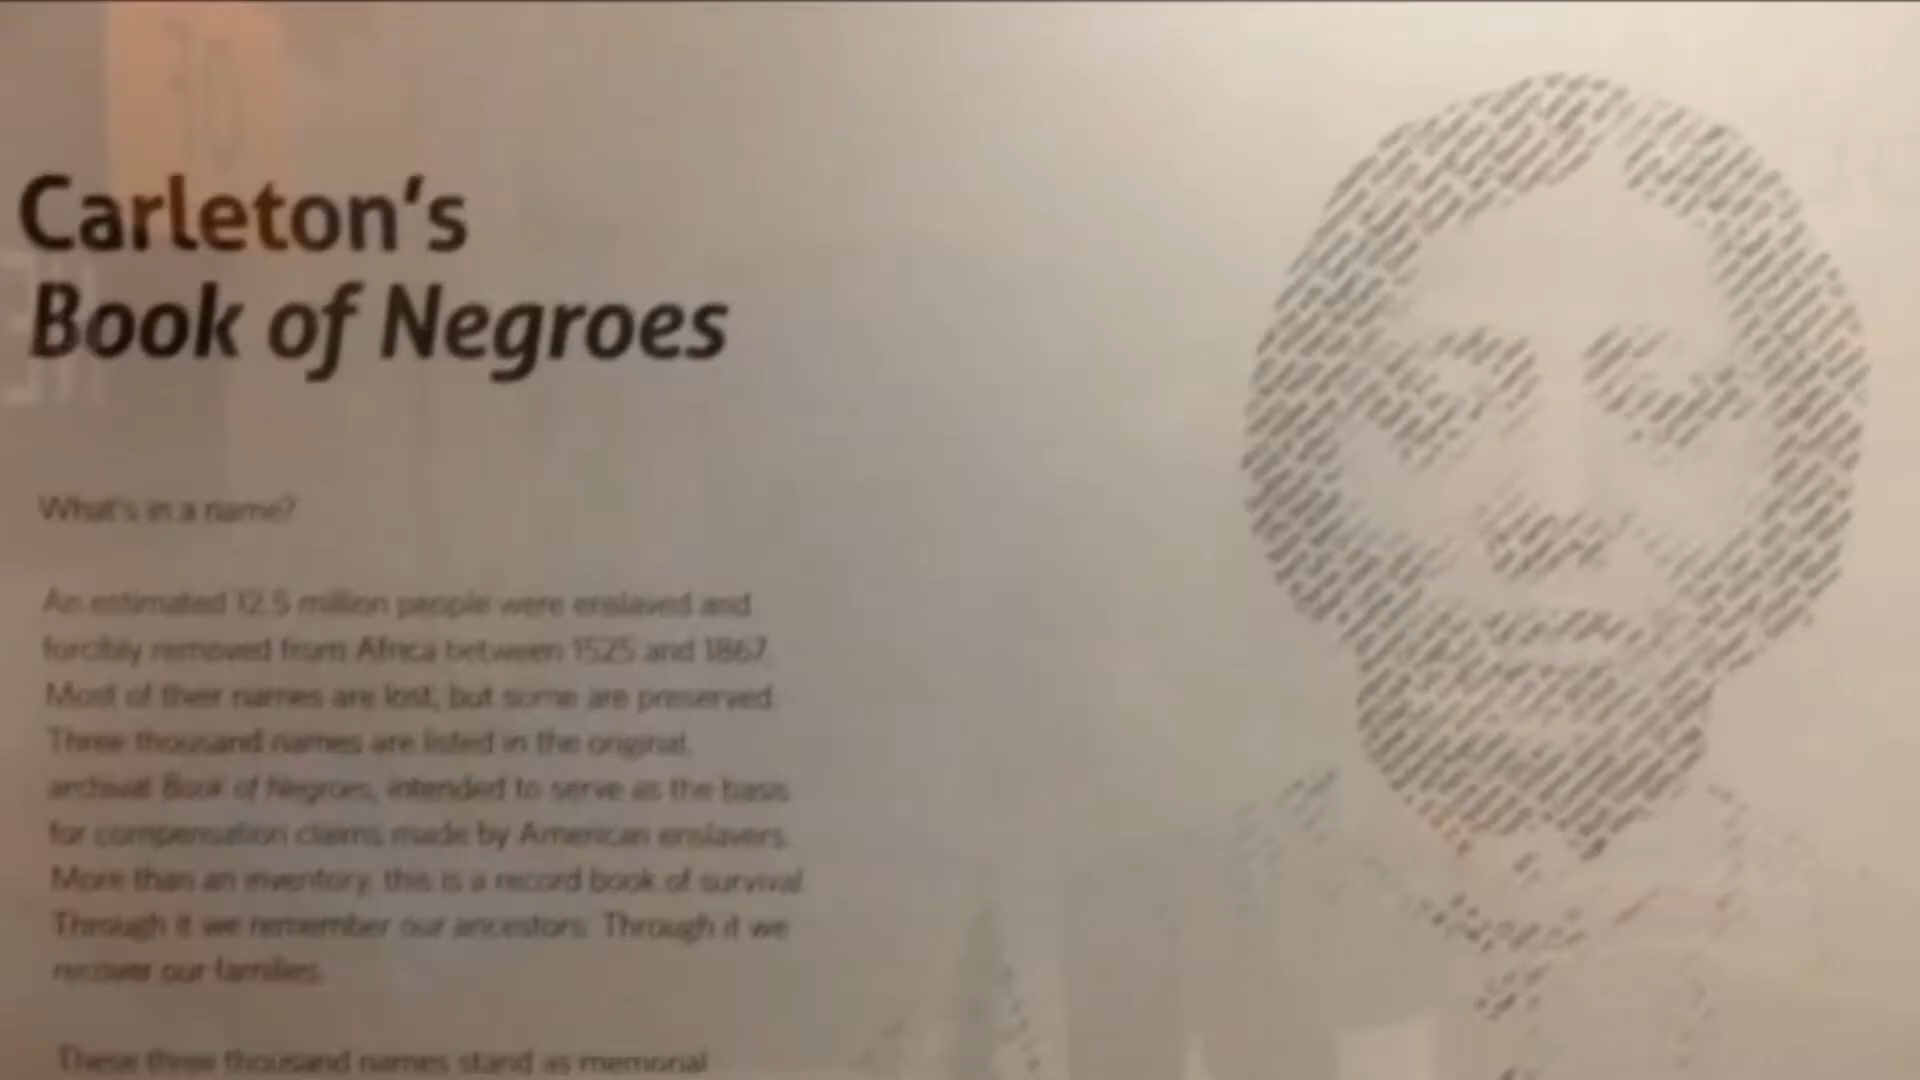 OF
Carleton's
Book of Negroes
What's in a name?
An estimated 12.5 million people were enslaved and
forcibly removed from Africa between 1525 and 1867.
Most of their names are lost, but some are preserved.
Three thousand names are listed in the original,
archival Book of Negroes, intended to serve as the basis
for compensation claims made by American enslavers.
More than an inventory, this is a record book of survival.
Through it we remember our ancestors. Through it we
recover our families.
These three thousand names stand as memorial